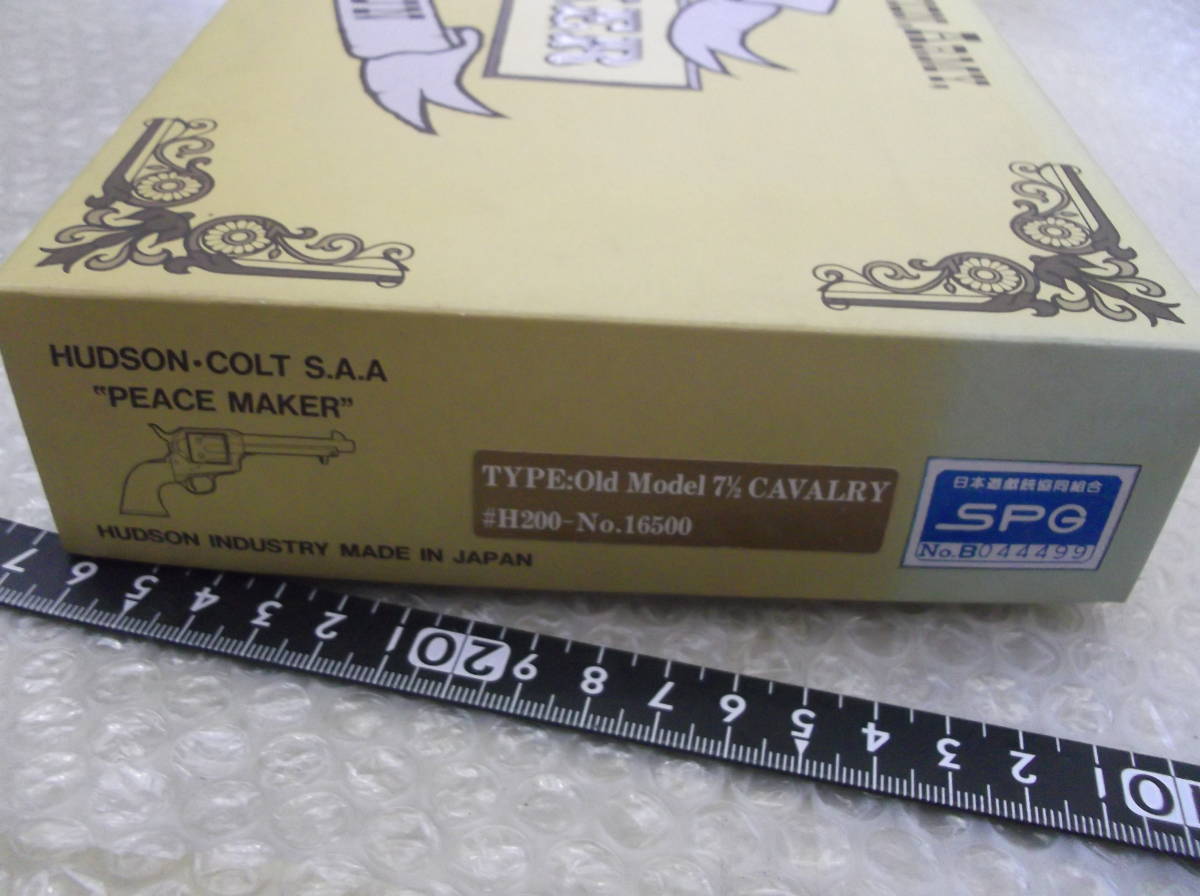 HUDSON・COLT S.A.A
"PEACE MAKER"
HUDSON INDUSTRY MADE IN JAPAN
TYPE:Old Model 7½ CAVALRY
#H200-No.16500
日本遊戯銃協同組合
SPG
No.B044499
7 6 5 4 3 2 1 20 9 8 7 6 5 4 3 2 1 10